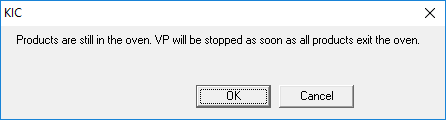 KIC
Products are still in the oven. VP will be stopped as soon as all products exit the oven.
OK
Cancel